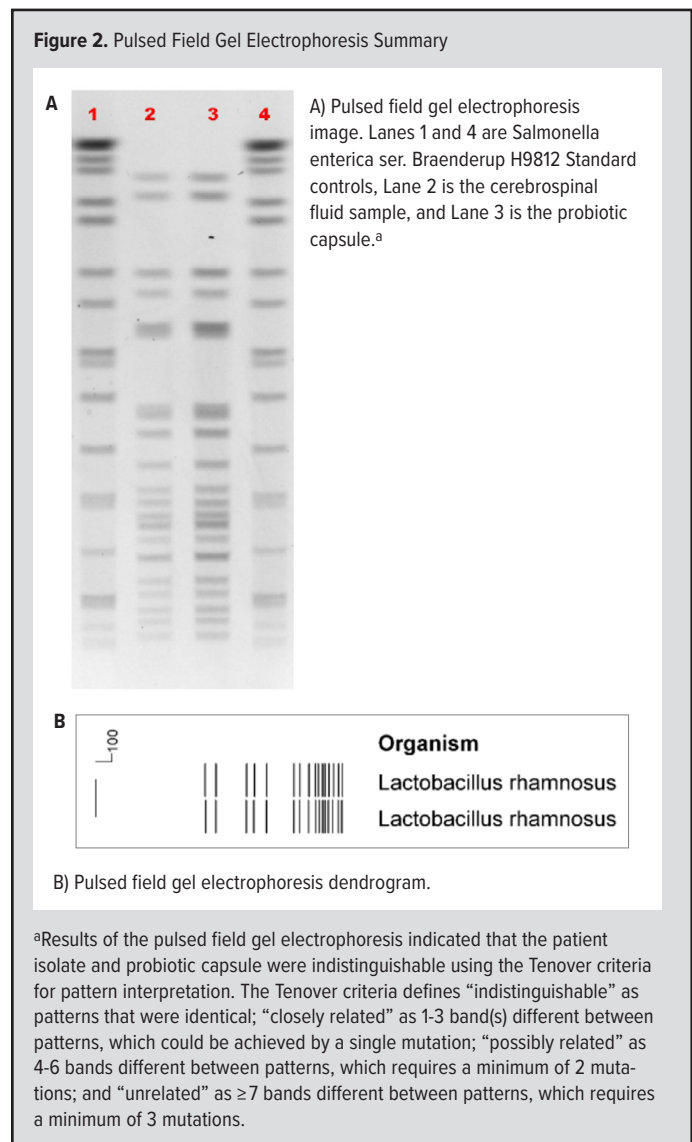 Figure 2. Pulsed Field Gel Electrophoresis Summary
A
1 2 3 4
A) Pulsed field gel electrophoresis
image. Lanes 1 and 4 are Salmonella
enterica ser. Braenderup H9812 Standard
controls, Lane 2 is the cerebrospinal
fluid sample, and Lane 3 is the probiotic
capsule.a
B
100
Organism
Lactobacillus rhamnosus
Lactobacillus rhamnosus
B) Pulsed field gel electrophoresis dendrogram.
aResults of the pulsed field gel electrophoresis indicated that the patient
isolate and probiotic capsule were indistinguishable using the Tenover criteria
for pattern interpretation. The Tenover criteria defines “indistinguishable” as
patterns that were identical; “closely related” as 1-3 band(s) different between
patterns, which could be achieved by a single mutation; “possibly related” as
4-6 bands different between patterns, which requires a minimum of 2 muta-
tions; and “unrelated” as ≥7 bands different between patterns, which requires
a minimum of 3 mutations.